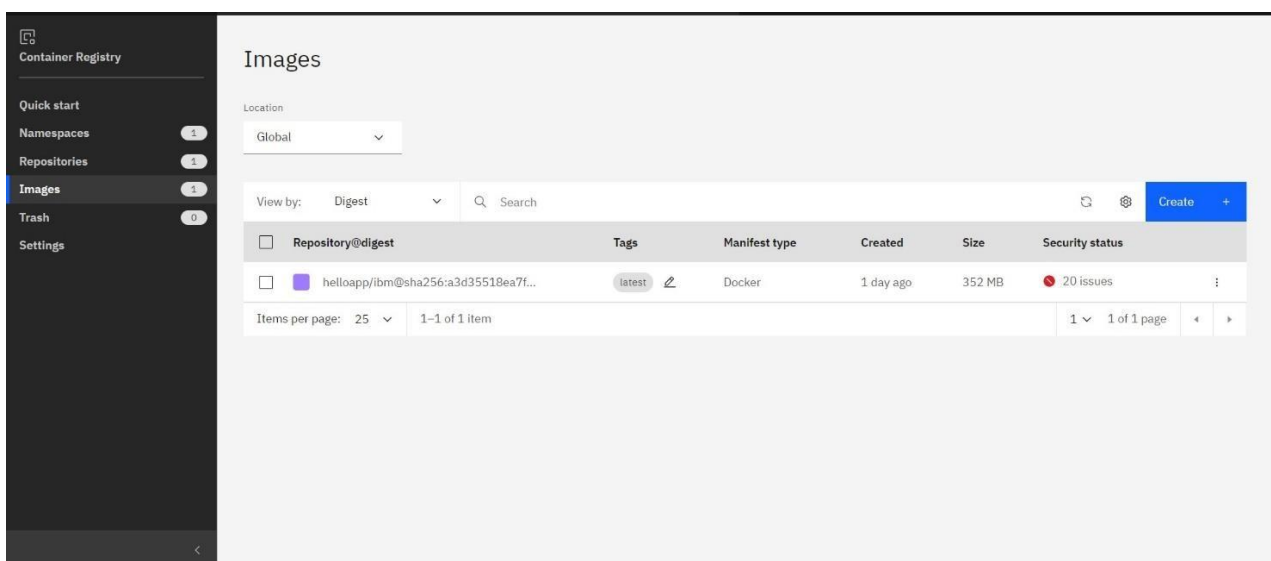 Container Registry
Quick start
Namespaces 1
Repositories 1
Images 1
Trash 0
Settings
Images
Location
Global
View by: Digest Search Create +
Repository@digest Tags Manifest type Created Size Security status
helloapp/ibm@sha256:a3d35518ea7f... latest Docker 1 day ago 352 MB 20 issues
Items per page: 25 1–1 of 1 item 1 1 of 1 page